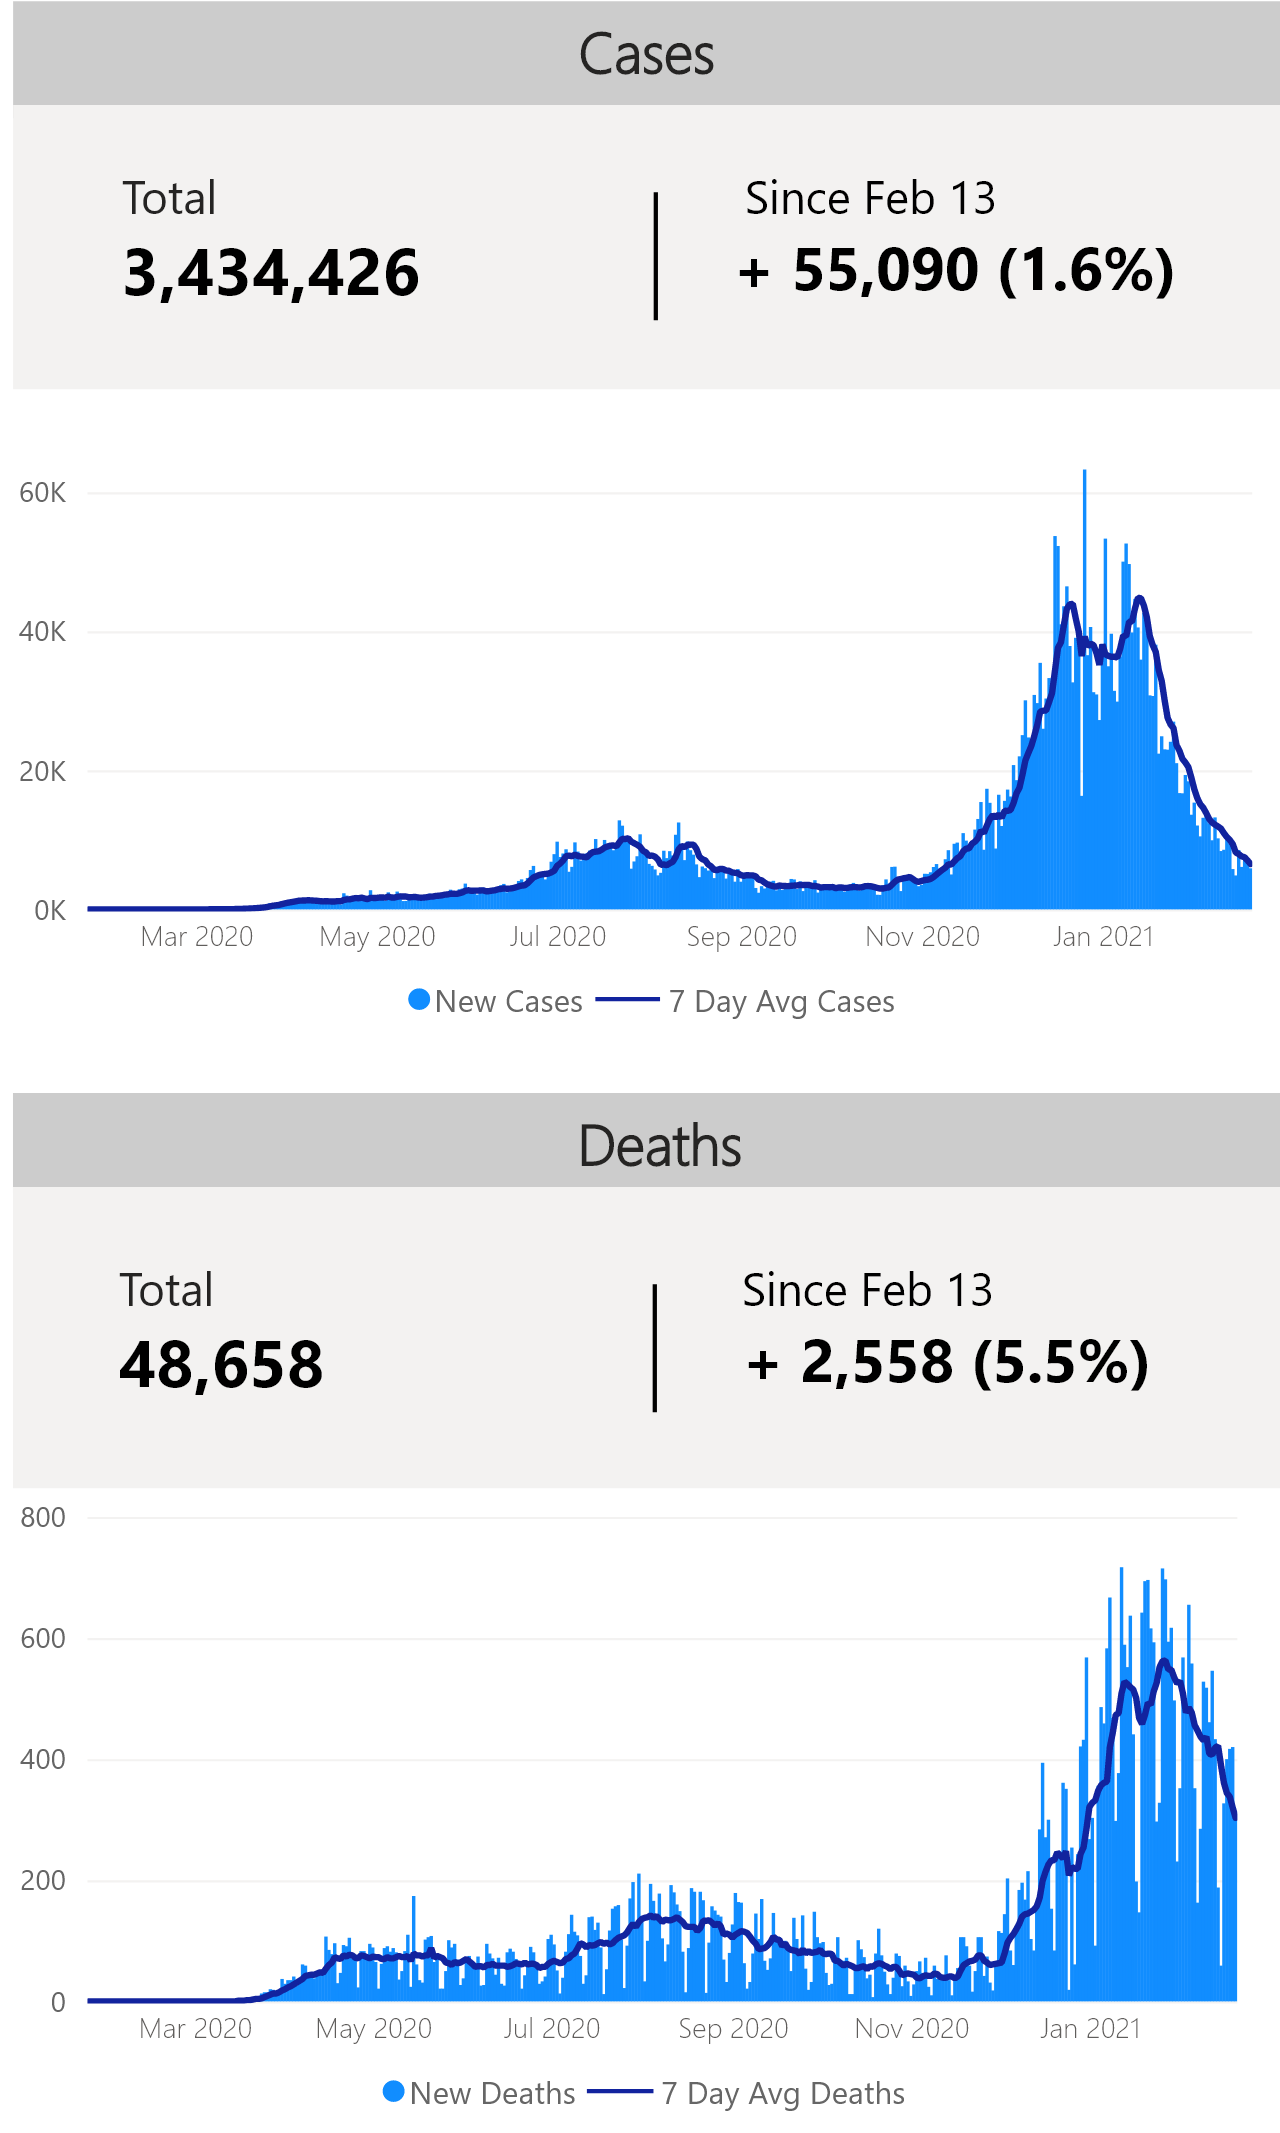 Cases
Total
3,434,426
Since Feb 13
+ 55,090 (1.6%)
60K
40K
20K
0K
Mar 2020 May 2020 Jul 2020 Sep 2020 Nov 2020 Jan 2021
New Cases 7 Day Avg Cases
Deaths
Total
48,658
Since Feb 13
+ 2,558 (5.5%)
800
600
400
200
0
Mar 2020 May 2020 Jul 2020 Sep 2020 Nov 2020 Jan 2021
New Deaths 7 Day Avg Deaths